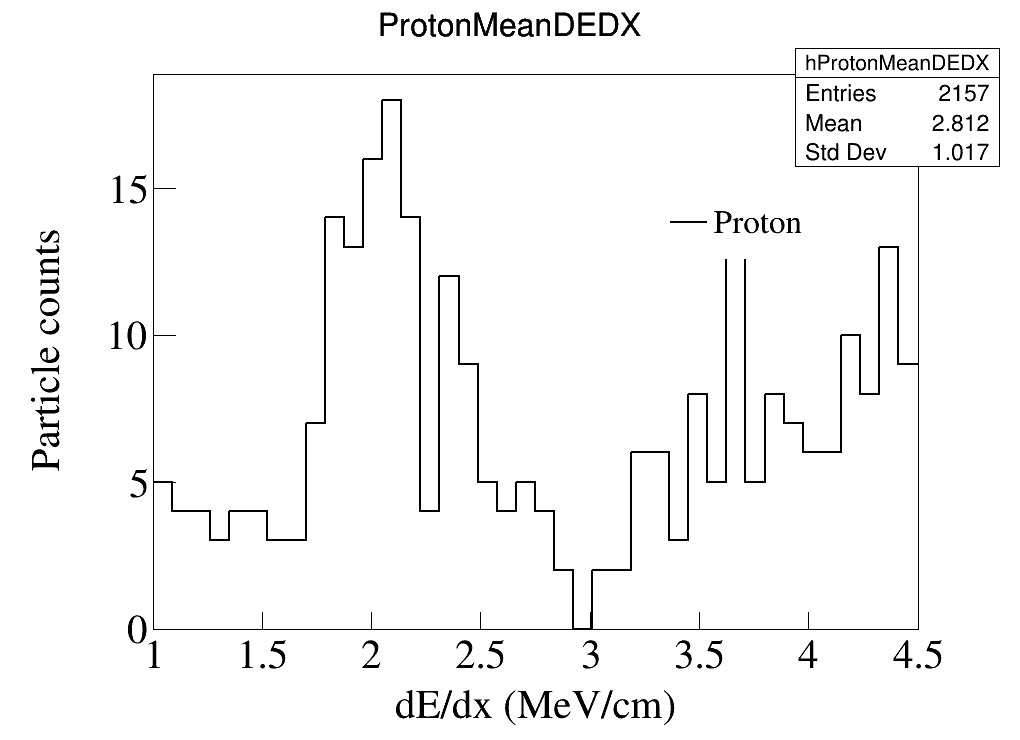 ProtonMeanDEDX
hProtonMeanDEDX
Entries 2157
Mean 2.812
Std Dev 1.017
Proton
Particle counts
15
10
5
0
1 1.5 2 2.5 3 3.5 4 4.5
dE/dx (MeV/cm)